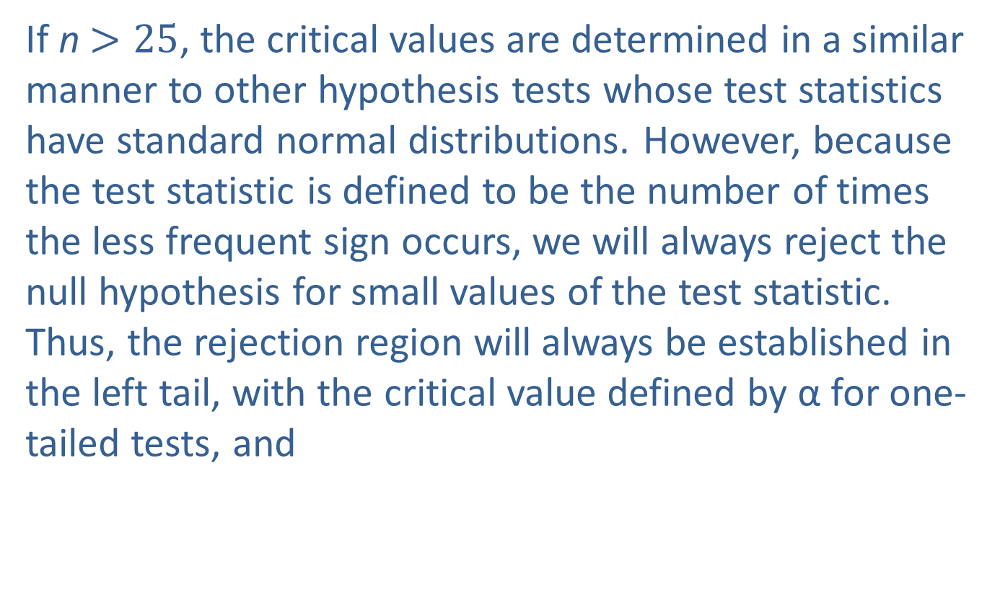 If n > 25, the critical values are determined in a similar
manner to other hypothesis tests whose test statistics
have standard normal distributions. However, because
the test statistic is defined to be the number of times
the less frequent sign occurs, we will always reject the
null hypothesis for small values of the test statistic.
Thus, the rejection region will always be established in
the left tail, with the critical value defined by α for one-
tailed tests, and